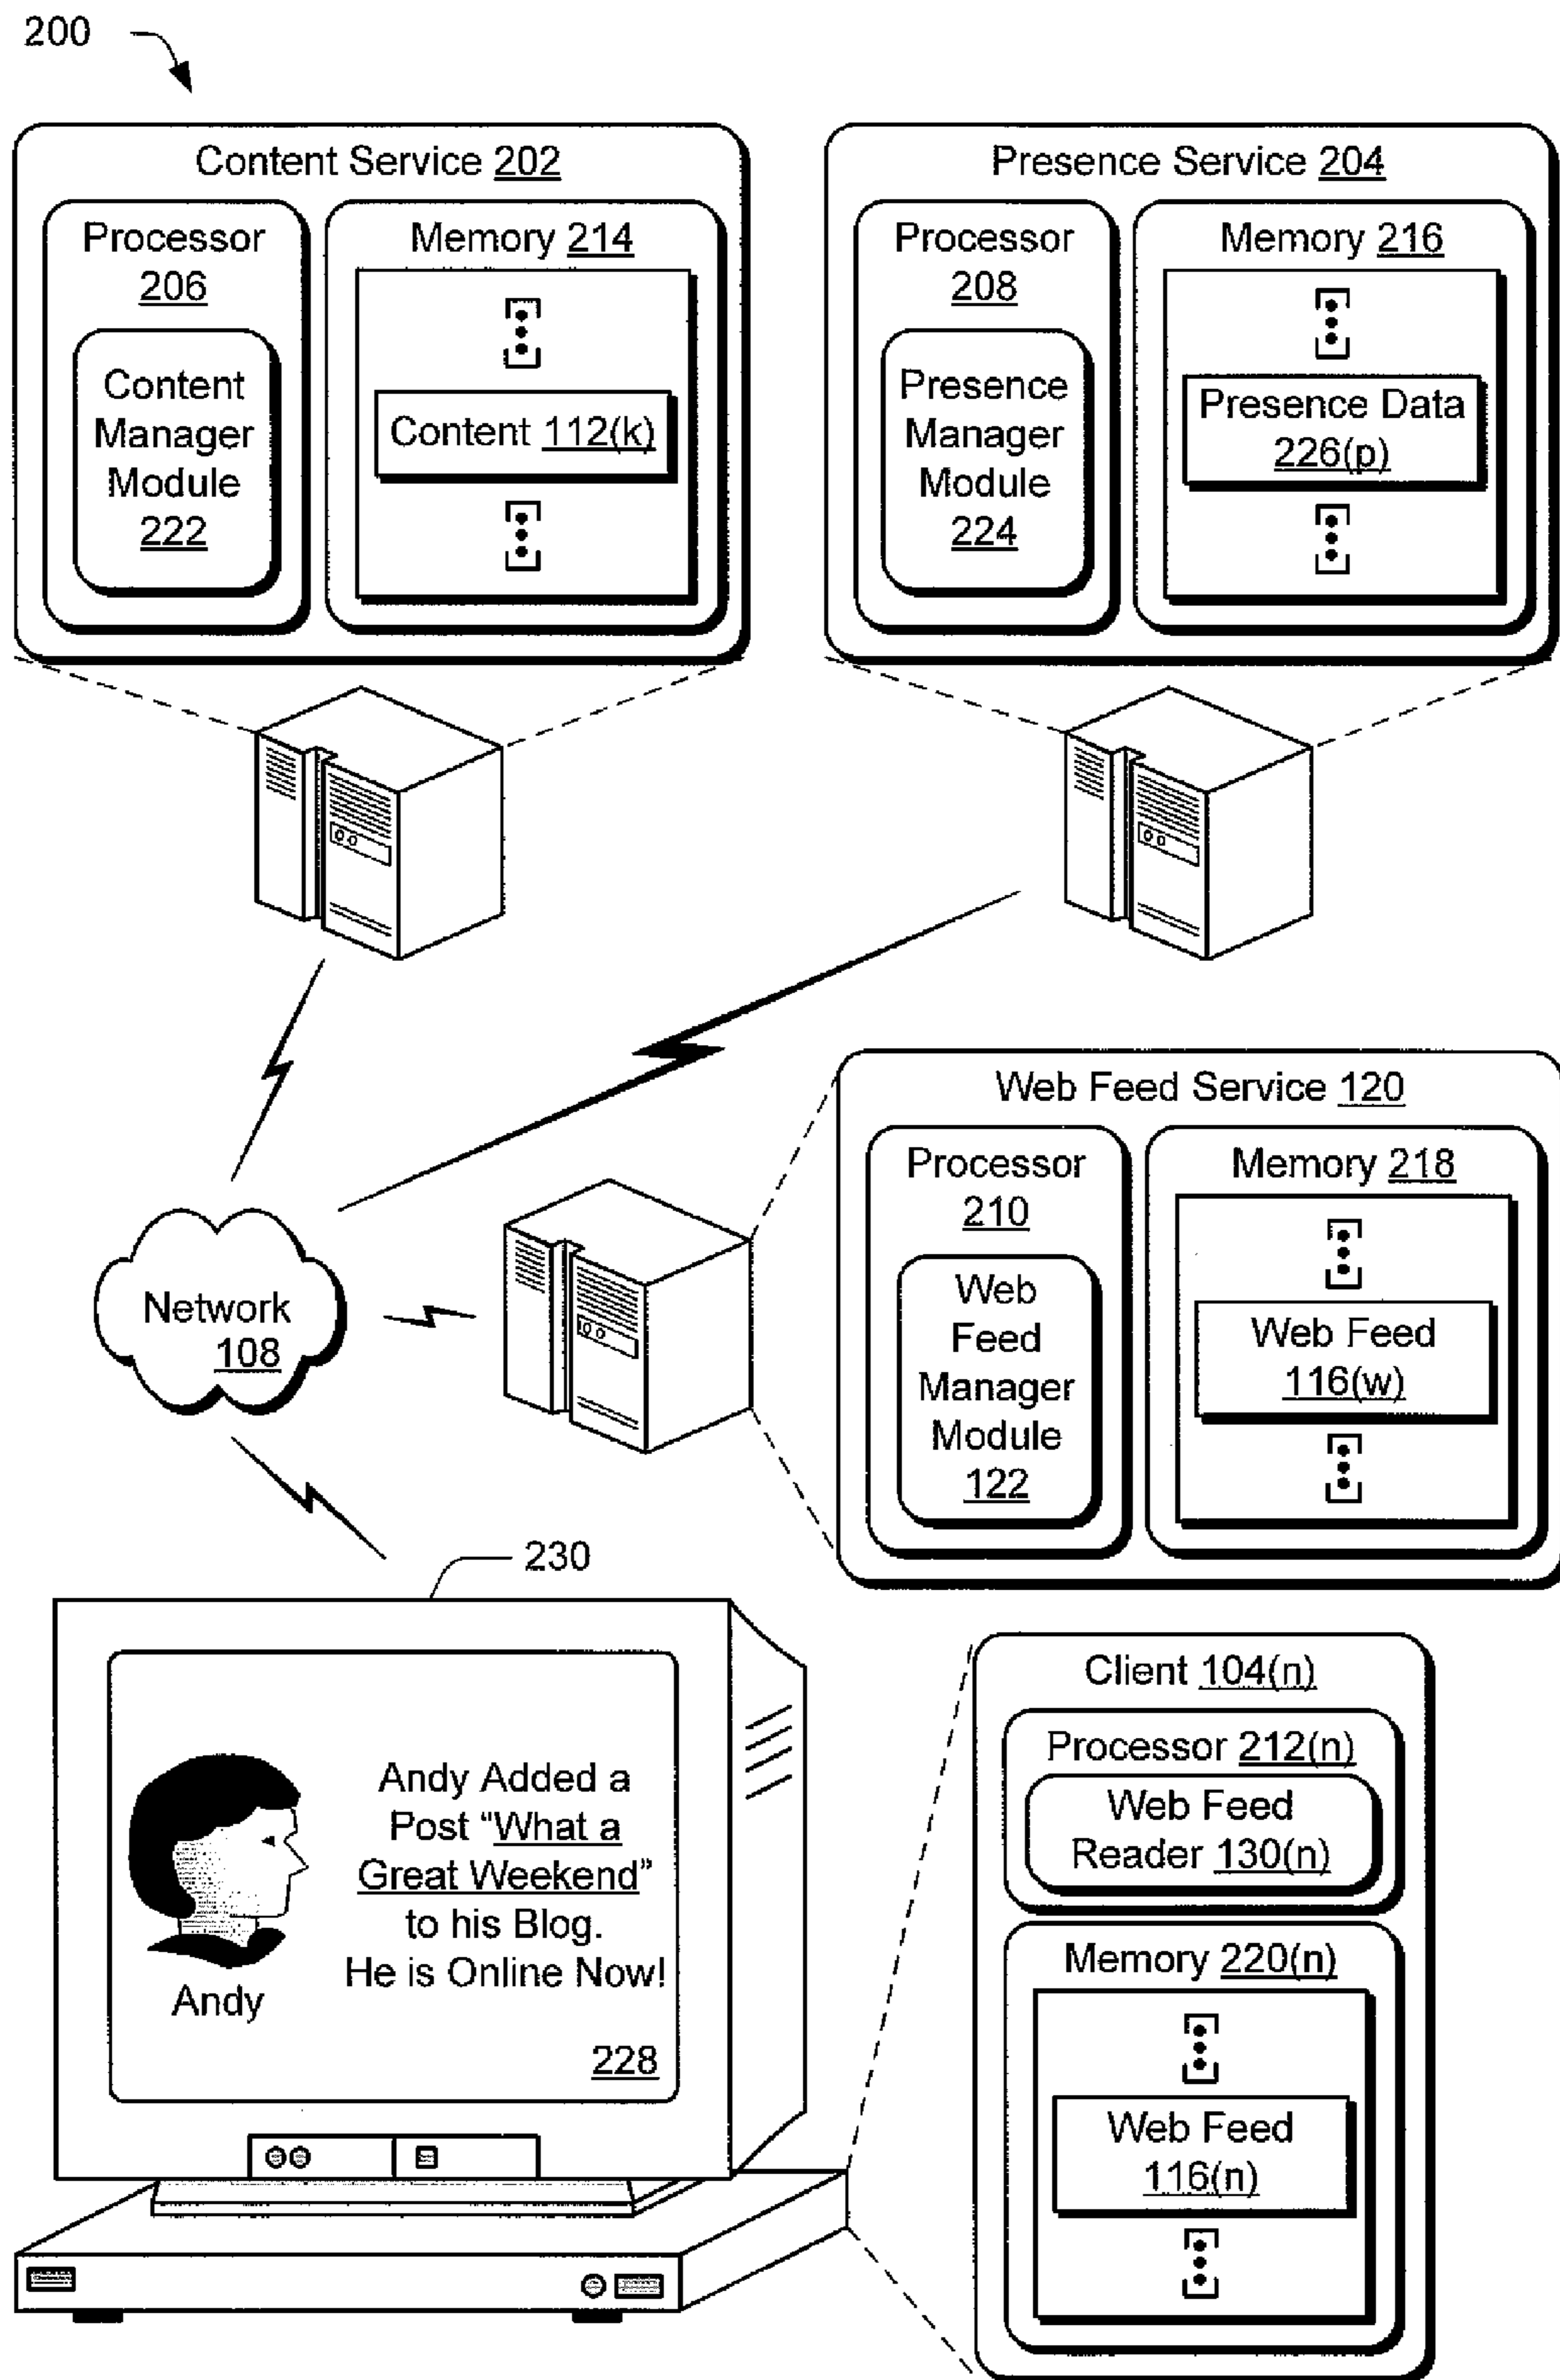 200
Content Service 202
Processor
206
Content
Manager
Module
222
Memory 214
Content 112(k)
Presence Service 204
Processor
208
Presence
Manager
Module
224
Memory 216
Presence Data
226(p)
Web Feed Service 120
Processor
210
Web
Feed
Manager
Module
122
Memory 218
Web Feed
116(w)
Network
108
230
Andy Added a
Post “What a
Great Weekend”
to his Blog.
He is Online Now!
Andy
228
Client 104(n)
Processor 212(n)
Web Feed
Reader 130(n)
Memory 220(n)
Web Feed
116(n)